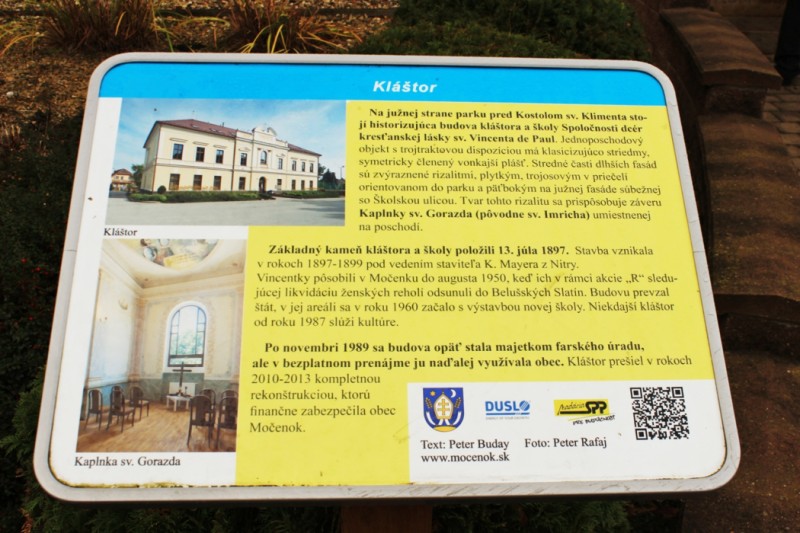 Kláštor
Na južnej strane parku pred Kostolom sv. Klimenta sto-
jí historizujúca budova kláštora a školy Spoločnosti dcér
kresťanskej lásky sv. Vincenta de Paul. Jednoposchodový
objekt s trojtraktovou dispozíciou má klasicizujúco striedmy,
symetricky členený vonkajší plášť. Stredné časti dlhších fasád
sú zvýraznené rizalitmi, plytkým, trojosovým v priečelí
orientovanom do parku a päťbokým na južnej fasáde súbežnej
so Školskou ulicou. Tvar tohto rizalitu sa prispôsobuje záveru
Kaplnky sv. Gorazda (pôvodne sv. Imricha) umiestnenej
na poschodí.
Kláštor
Základný kameň kláštora a školy položili 13. júla 1897. Stavba vznikala
v rokoch 1897-1899 pod vedením staviteľa K. Mayera z Nitry.
Vincentky pôsobili v Močenku do augusta 1950, keď ich v rámci akcie „R“ sledu-
júcej likvidáciu ženských reholí odsunuli do Belušských Slatín. Budovu prevzal
štát, v jej areáli sa v roku 1960 začalo s výstavbou novej školy. Niekdajší kláštor
od roku 1987 slúži kultúre.
Po novembri 1989 sa budova opäť stala majetkom farského úradu,
ale v bezplatnom prenájme ju naďalej využívala obec. Kláštor prešiel v rokoch
2010-2013 kompletnou
rekonštrukciou, ktorú
finančne zabezpečila obec
Močenok.
Kaplnka sv. Gorazda
DUSLO
nadácia SPP
Text: Peter Buday Foto: Peter Rafaj
www.mocenok.sk